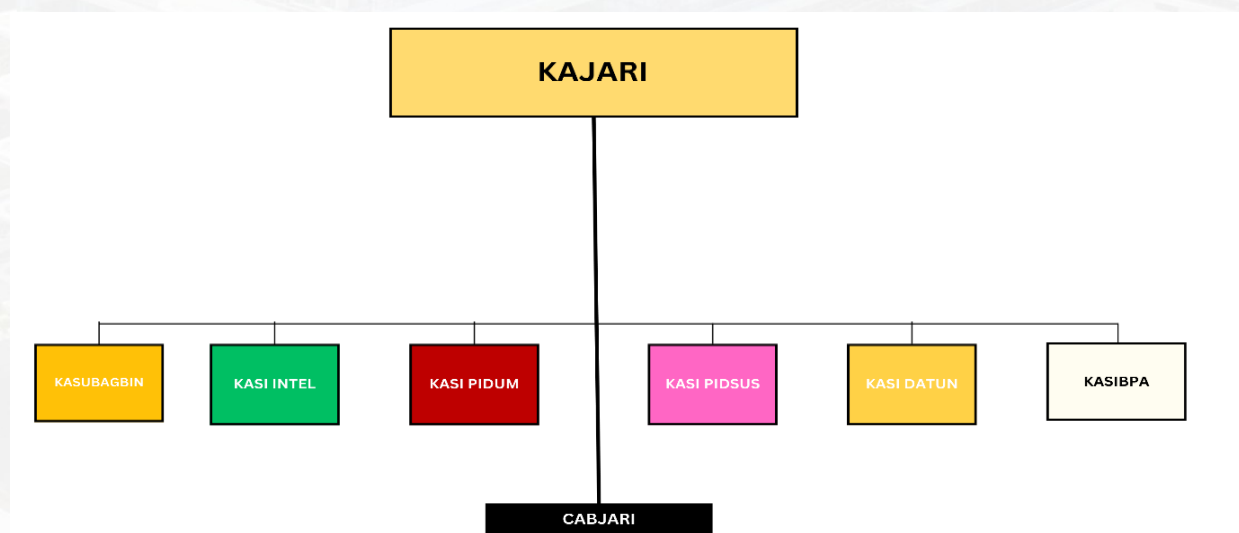 KAJARI
KASUBAGBIN
KASI INTEL
KASI PIDUM
KASI PIDSUS
KASI DATUN
KASIBPA
CABJARI